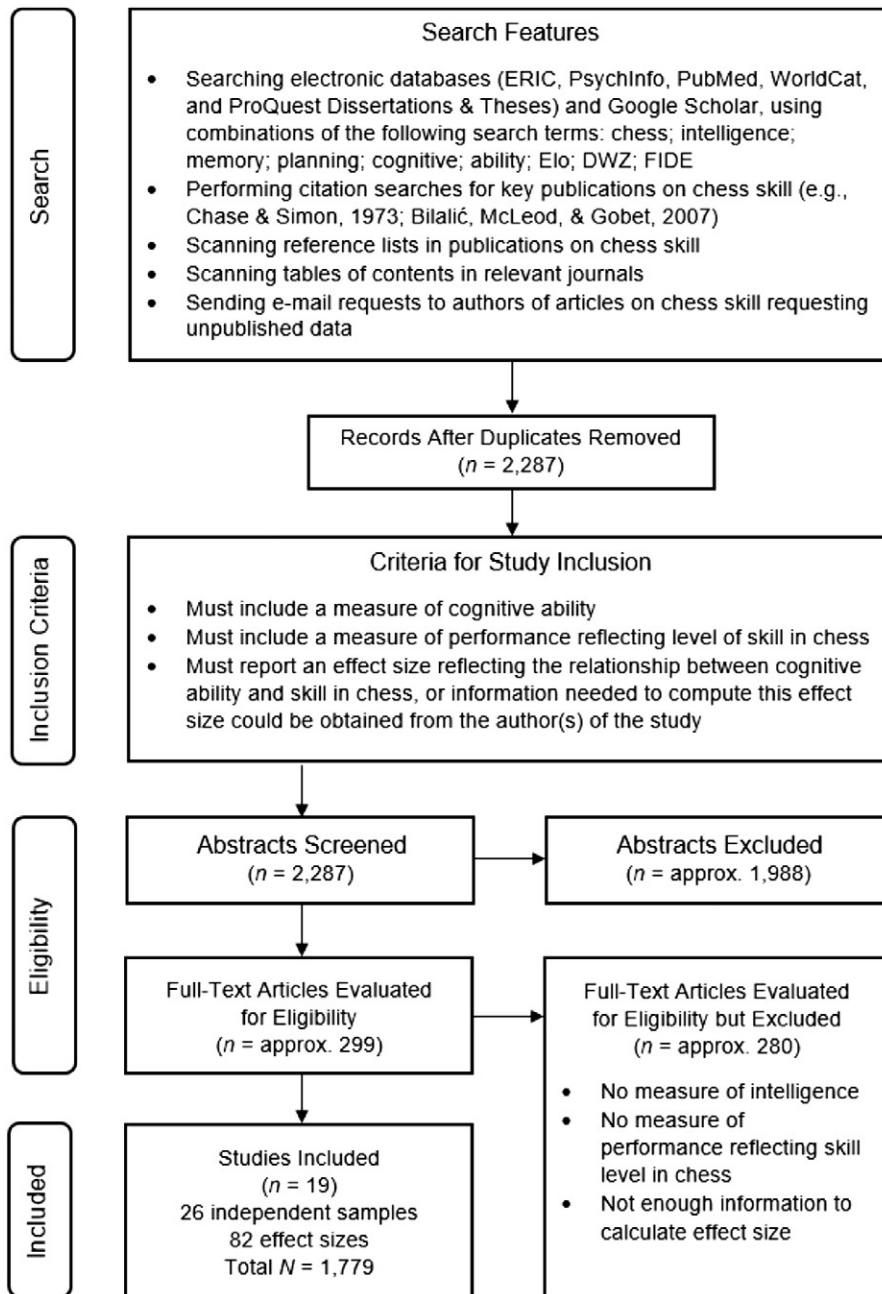 Search
Search Features
• Searching electronic databases (ERIC, PsychInfo, PubMed, WorldCat,
and ProQuest Dissertations & Theses) and Google Scholar, using
combinations of the following search terms: chess; intelligence;
memory; planning; cognitive; ability; Elo; DWZ; FIDE
• Performing citation searches for key publications on chess skill (e.g.,
Chase & Simon, 1973; Bilalić, McLeod, & Gobet, 2007)
• Scanning reference lists in publications on chess skill
• Scanning tables of contents in relevant journals
• Sending e-mail requests to authors of articles on chess skill requesting
unpublished data
Records After Duplicates Removed
(n = 2,287)
Inclusion Criteria
Criteria for Study Inclusion
• Must include a measure of cognitive ability
• Must include a measure of performance reflecting level of skill in chess
• Must report an effect size reflecting the relationship between cognitive
ability and skill in chess, or information needed to compute this effect
size could be obtained from the author(s) of the study
Eligibility
Abstracts Screened
(n = 2,287)
Abstracts Excluded
(n = approx. 1,988)
Full-Text Articles Evaluated
for Eligibility
(n = approx. 299)
Full-Text Articles Evaluated
for Eligibility but Excluded
(n = approx. 280)
• No measure of intelligence
• No measure of
performance reflecting skill
level in chess
• Not enough information to
calculate effect size
Included
Studies Included
(n = 19)
26 independent samples
82 effect sizes
Total N = 1,779